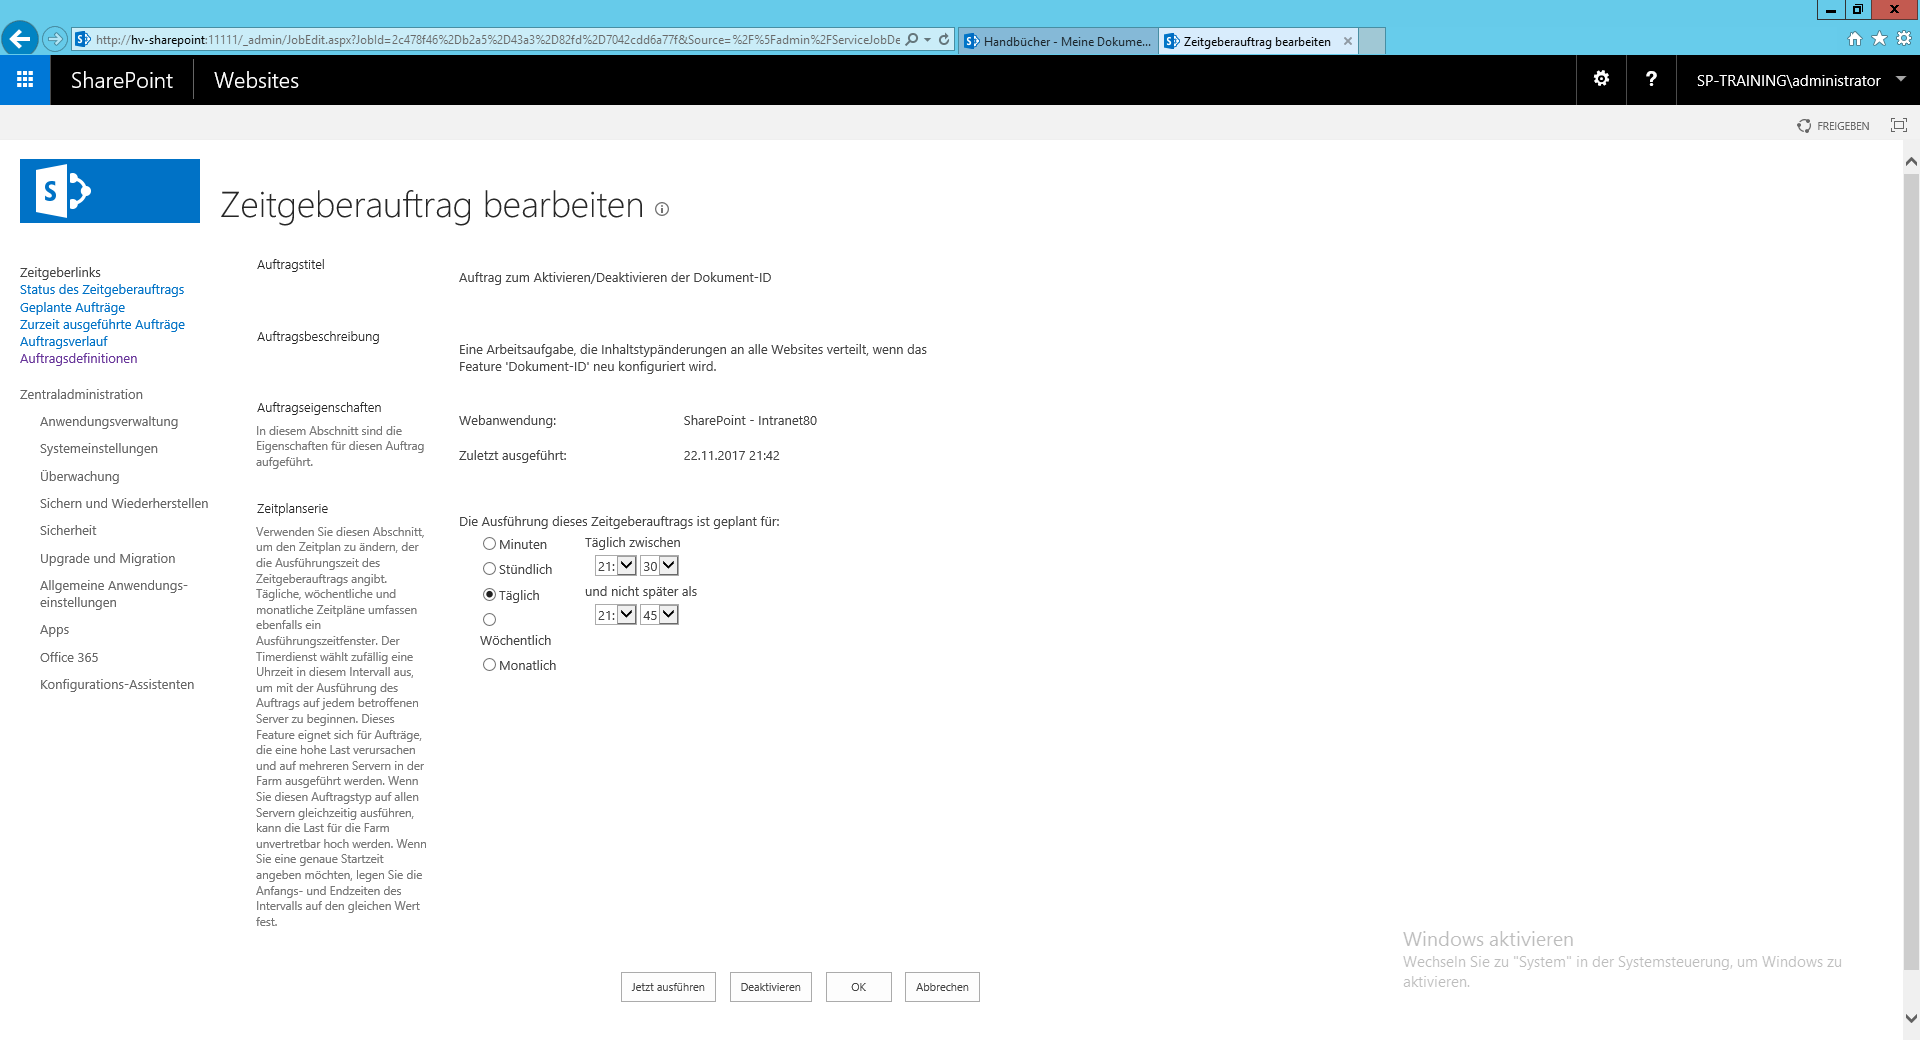 http://hv-sharepoint:11111/_admin/JobEdit.aspx?JobId=2c478f46%2Db2a5%2D43a3%2D82fd%2D7042cdd6a77f&Source=%2F%5Fadmin%2FServiceJobDe
Handbücher - Meine Dokume...
Zeitgeberauftrag bearbeiten
SharePoint
Websites
?
SP-TRAINING\administrator
FREIGEBEN
S
Zeitgeberauftrag bearbeiten
Zeitgeberlinks
Status des Zeitgeberauftrags
Geplante Aufträge
Zurzeit ausgeführte Aufträge
Auftragsverlauf
Auftragsdefinitionen
Zentraladministration
Anwendungsverwaltung
Systemeinstellungen
Überwachung
Sichern und Wiederherstellen
Sicherheit
Upgrade und Migration
Allgemeine Anwendungs-
einstellungen
Apps
Office 365
Konfigurations-Assistenten
Auftragstitel
Auftrag zum Aktivieren/Deaktivieren der Dokument-ID
Auftragsbeschreibung
Eine Arbeitsaufgabe, die Inhaltstypänderungen an alle Websites verteilt, wenn das
Feature 'Dokument-ID' neu konfiguriert wird.
Auftragseigenschaften
In diesem Abschnitt sind die
Eigenschaften für diesen Auftrag
aufgeführt.
Webanwendung: SharePoint - Intranet80
Zuletzt ausgeführt: 22.11.2017 21:42
Zeitplanserie
Verwenden Sie diesen Abschnitt,
um den Zeitplan zu ändern, der
die Ausführungszeit des
Zeitgeberauftrags angibt.
Tägliche, wöchentliche und
monatliche Zeitpläne umfassen
ebenfalls ein
Ausführungszeitfenster. Der
Timerdienst wählt zufällig eine
Uhrzeit in diesem Intervall aus,
um mit der Ausführung des
Auftrags auf jedem betroffenen
Server zu beginnen. Dieses
Feature eignet sich für Aufträge,
die eine hohe Last verursachen
und auf mehreren Servern in der
Farm ausgeführt werden. Wenn
Sie diesen Auftragstyp auf allen
Servern gleichzeitig ausführen,
kann die Last für die Farm
unvertretbar hoch werden. Wenn
Sie eine genaue Startzeit
angeben möchten, legen Sie die
Anfangs- und Endzeiten des
Intervalls auf den gleichen Wert
fest.
Die Ausführung dieses Zeitgeberauftrags ist geplant für:
Minuten
Stündlich
Täglich
Wöchentlich
Monatlich
Täglich zwischen
21: 30
und nicht später als
21: 45
Jetzt ausführen
Deaktivieren
OK
Abbrechen
Windows aktivieren
Wechseln Sie zu "System" in der Systemsteuerung, um Windows zu
aktivieren.